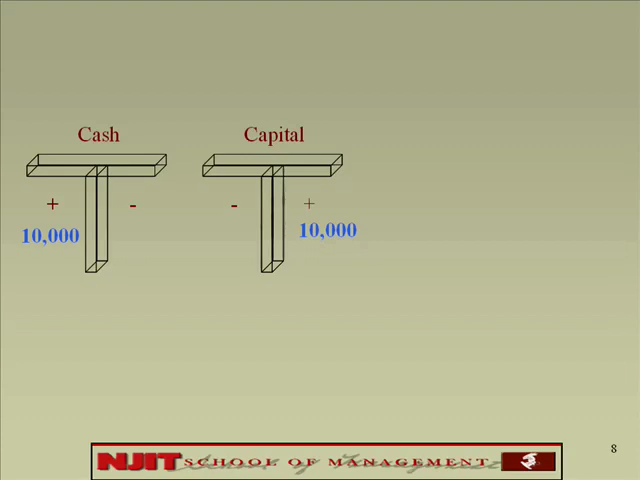 Cash Capital
+ - - +
10,000 10,000
8
NJIT SCHOOL OF MANAGEMENT